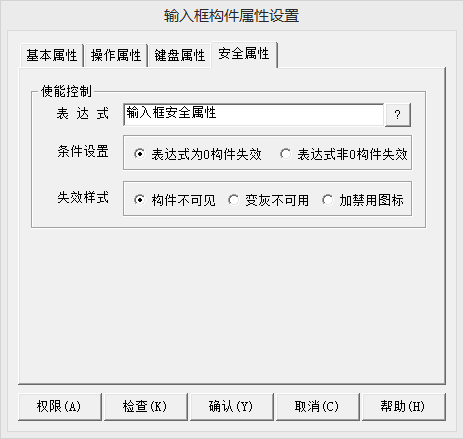 输入框构件属性设置
基本属性 操作属性 键盘属性 安全属性
使能控制
表 达 式 输入框安全属性 ?
条件设置 表达式为0构件失效 表达式非0构件失效
失效样式 构件不可见 变灰不可用 加禁用图标
权限(A) 检查(K) 确认(Y) 取消(C) 帮助(H)